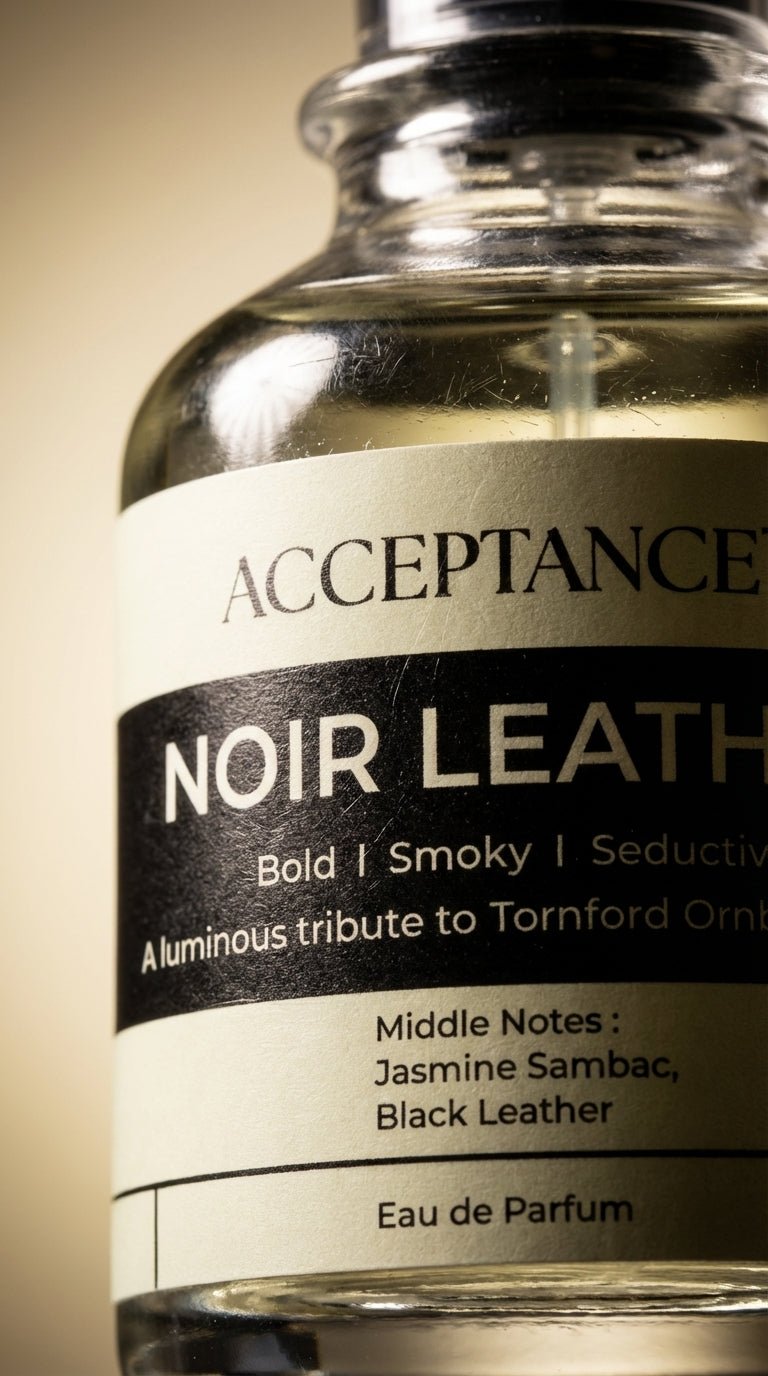 ACCEPTANCE
NOIR LEATH
Bold | Smoky | Seductiv
A luminous tribute to Tornford Ornb
Middle Notes :
Jasmine Sambac,
Black Leather
Eau de Parfum